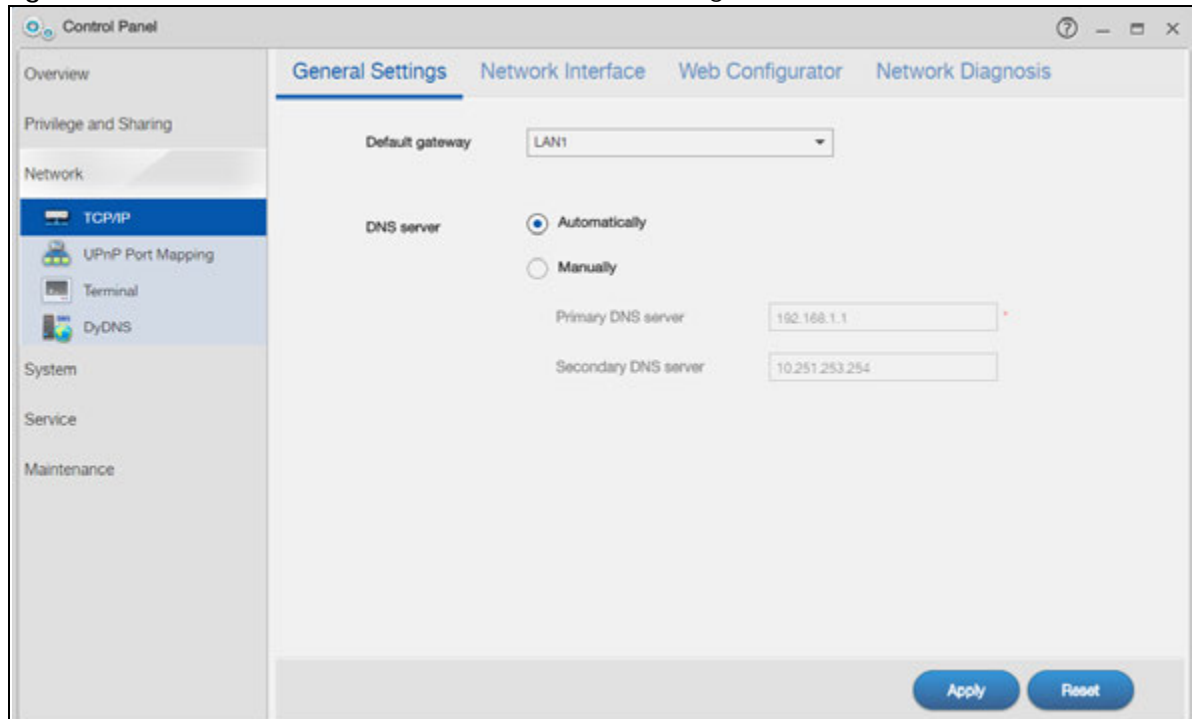 Control Panel
Overview
Privilege and Sharing
Network
TCP/IP
UPnP Port Mapping
Terminal
DyDNS
System
Service
Maintenance
General Settings Network Interface Web Configurator Network Diagnosis
Default gateway LAN1
DNS server Automatically
Manually
Primary DNS server 192.168.1.1 *
Secondary DNS server 10.251.253.254
Apply Reset